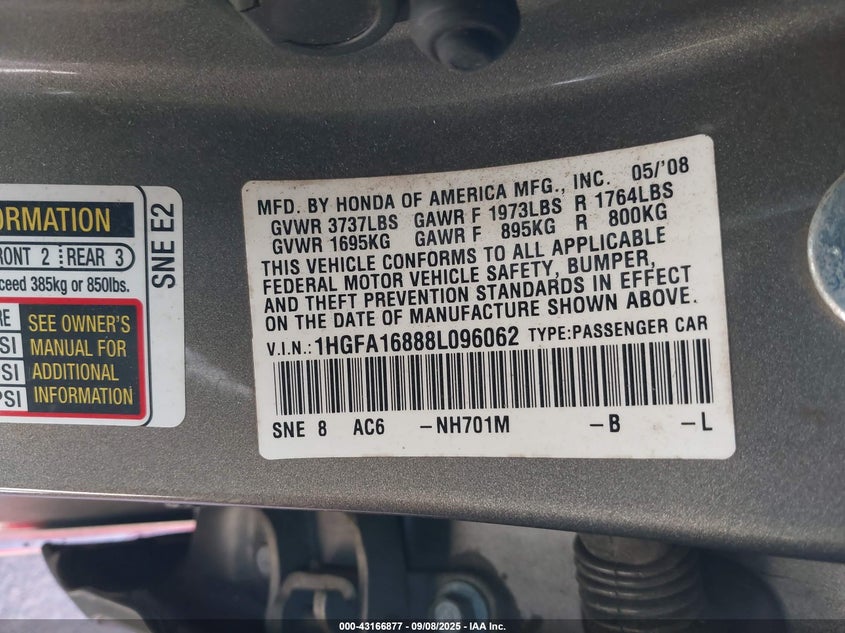 ORMATION
FRONT 2 REAR 3
ceed 385kg or 850lbs.
RE
SI
SI
PSI
SEE OWNER'S
MANUAL FOR
ADDITIONAL
INFORMATION
SNE E2
MFD. BY HONDA OF AMERICA MFG., INC. 05/'08
GVWR 3737LBS GAWR F 1973LBS R 1764LBS
GVWR 1695KG GAWR F 895KG R 800KG
THIS VEHICLE CONFORMS TO ALL APPLICABLE
FEDERAL MOTOR VEHICLE SAFETY, BUMPER,
AND THEFT PREVENTION STANDARDS IN EFFECT
ON THE DATE OF MANUFACTURE SHOWN ABOVE.
V.I.N.: 1HGFA16888L096062 TYPE:PASSENGER CAR
SNE 8 AC6 -NH701M -B -L
000-43166877 - 09/08/2025 - IAA Inc.